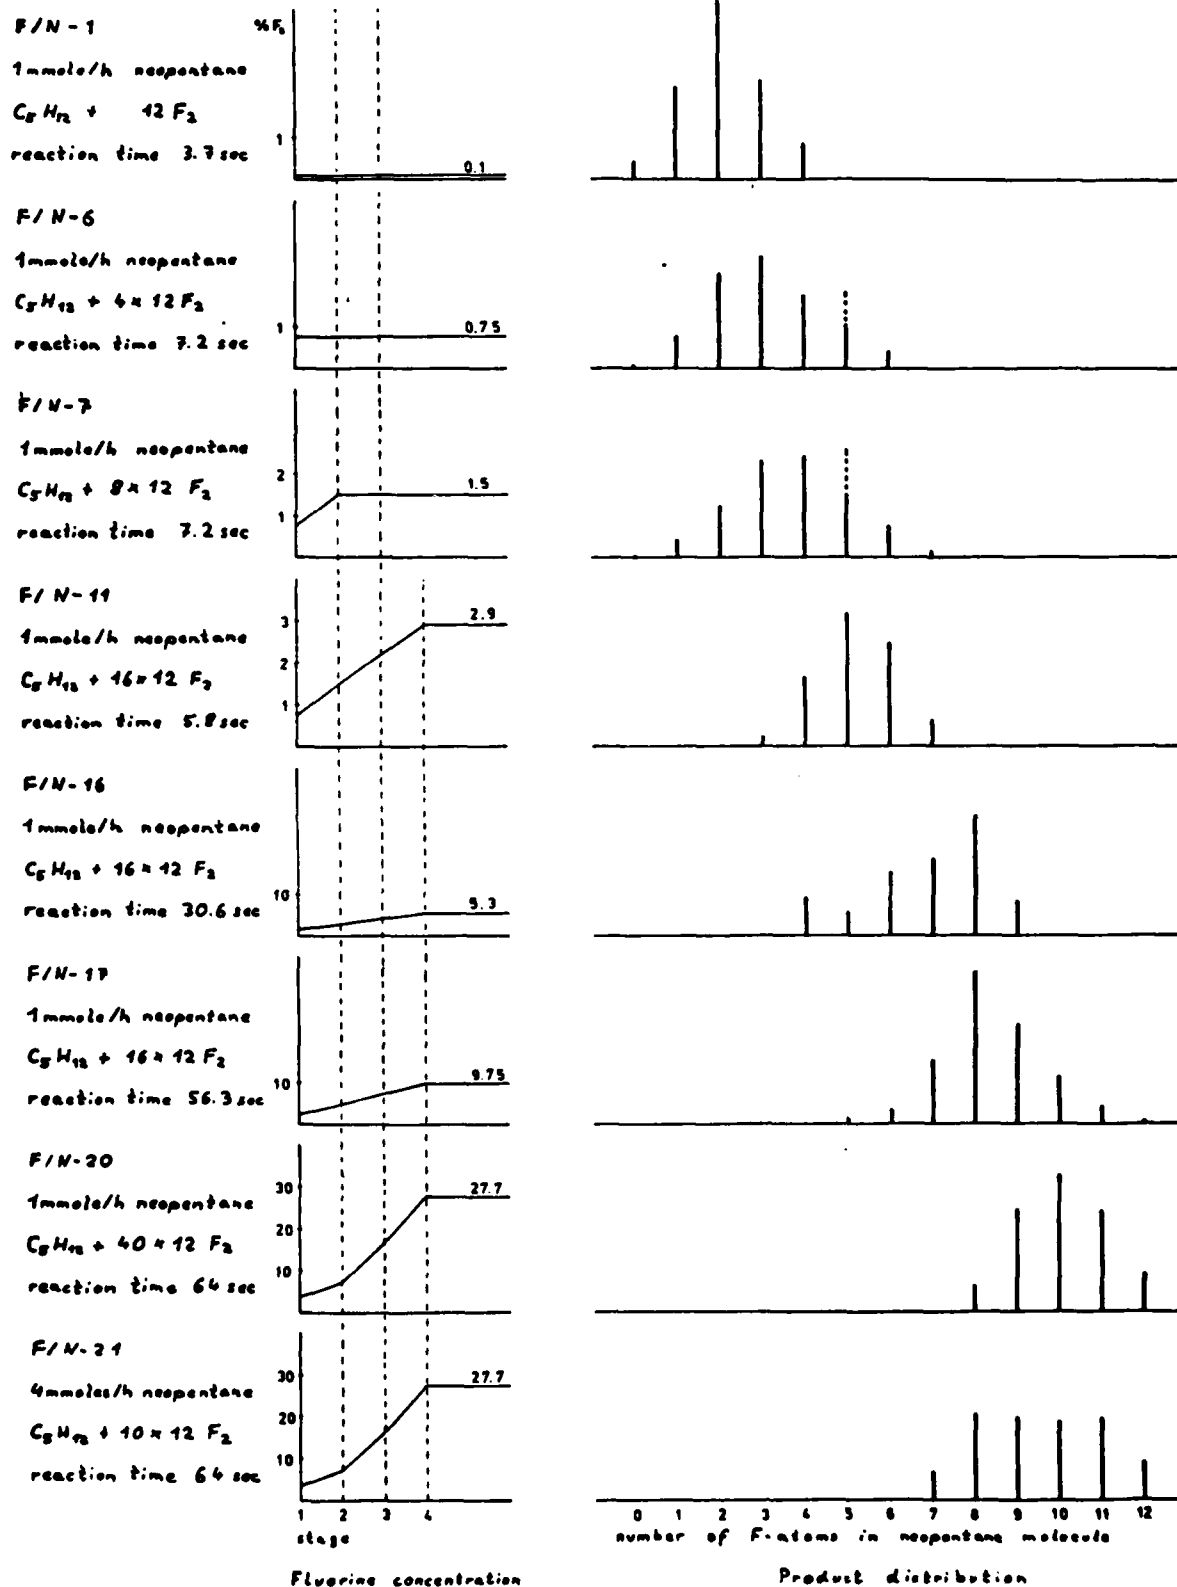 F/N-1
%F₂
1mmole/h neopentane
C₅H₁₂ + 12 F₂
1
reaction time 3.7 sec
0.1
F/N-6
1mmole/h neopentane
C₅H₁₂ + 4×12 F₂
1
0.75
reaction time 7.2 sec
F/N-7
1mmole/h neopentane
2
C₅H₁₂ + 8×12 F₂
1.5
1
reaction time 7.2 sec
F/N-11
2.9
3
1mmole/h neopentane
2
C₅H₁₂ + 16×12 F₂
1
reaction time 5.8 sec
F/N-16
1mmole/h neopentane
C₅H₁₂ + 16×12 F₂
10
5.3
reaction time 30.6 sec
F/N-17
1mmole/h neopentane
C₅H₁₂ + 16×12 F₂
10
9.75
reaction time 56.3 sec
F/N-20
30
27.7
1mmole/h neopentane
20
C₅H₁₂ + 40×12 F₂
10
reaction time 64 sec
F/N-21
30
27.7
4mmoles/h neopentane
20
C₅H₁₂ + 10×12 F₂
10
reaction time 64 sec
1 2 3 4
0 1 2 3 4 5 6 7 8 9 10 11 12
stage
number of F-atoms in neopentane molecule
Fluorine concentration
Product distribution